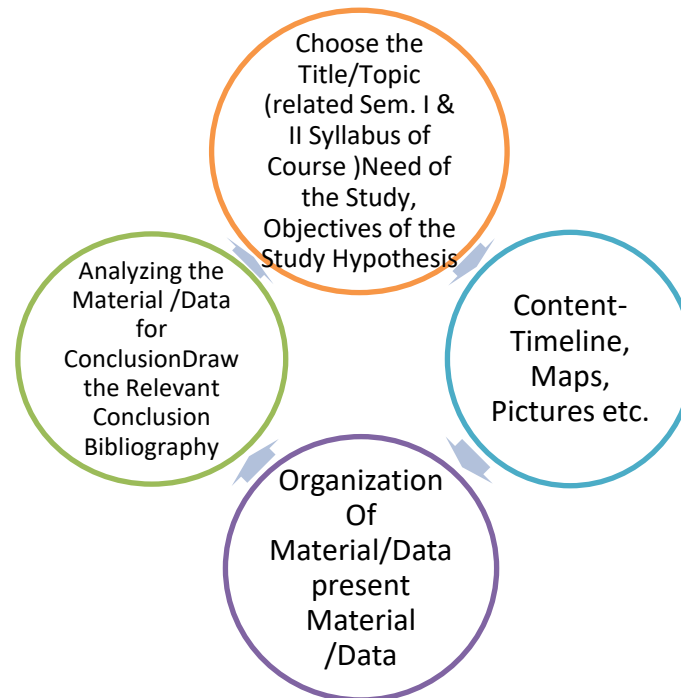 Choose the
Title/Topic
(related Sem. I &
II Syllabus of
Course )Need of
the Study,
Objectives of the
Study Hypothesis
Content-
Timeline,
Maps,
Pictures etc.
Organization
Of
Material/Data
present
Material
/Data
Analyzing the
Material /Data
for
ConclusionDraw
the Relevant
Conclusion
Bibliography